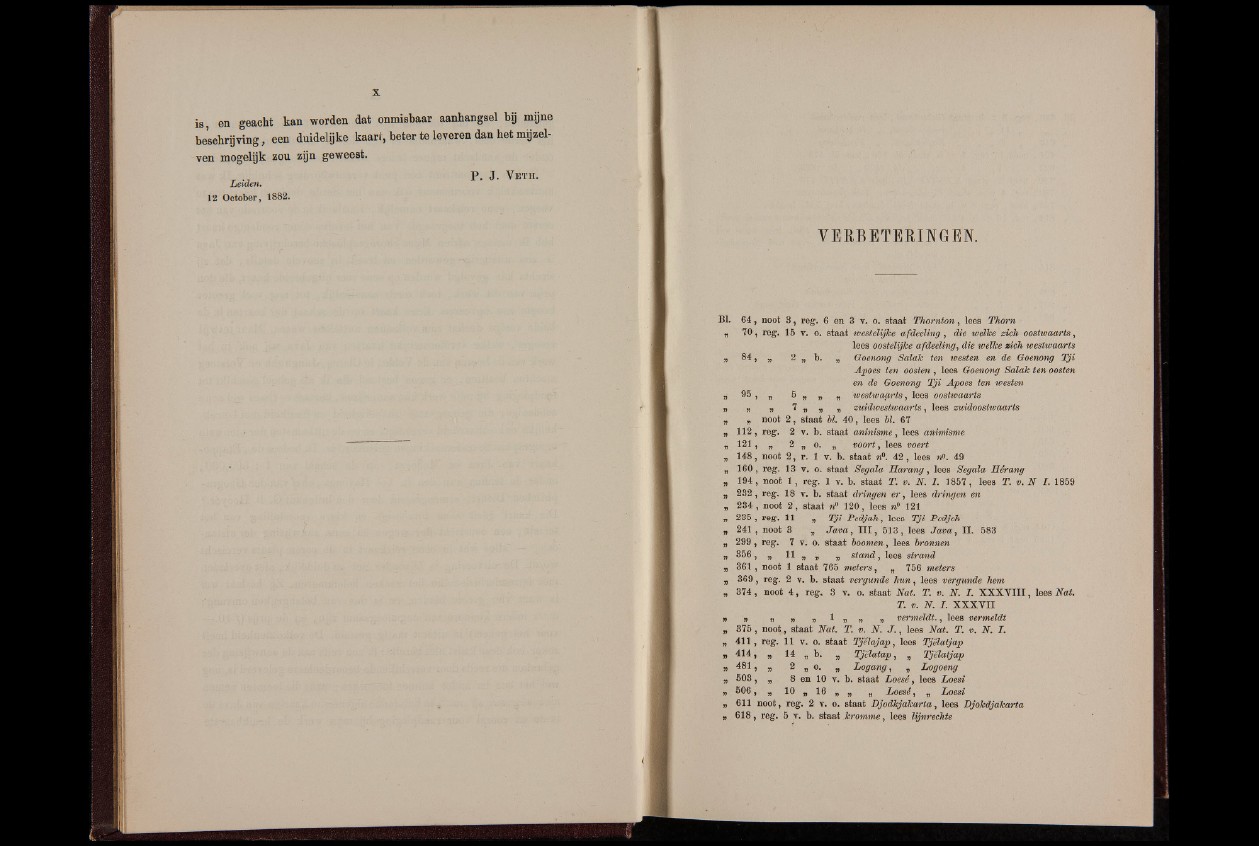 X
is, en geacht kan worden dat onmisbaar aanhangsel bij mijne
beschrijving, een duidelijke kaart, beter te leveren dan het mijzel-
ven mogelijk zou zijn geweest.
P. J. VETH.
Leiden.
12 October, 1882.
VERBETERINGEN.
Bl. 64, noot 3, reg. 6 en 3 v. o. staat Thornton, lees Thorn
„ 70, reg. 15 v. o. staat westelijke afdeeling, die welke zich oostwaarts,
lees oostelijke afdeeling, die welke zich westwaarts
„ 84, „ 2 „ b. „ Goenong Salak ten westen en de Goenong Tji
Apoes ten oosten, lees Goenong Salak ten oosten
en de Goenong Tji Apoes ten westen
„ 95, „ 5 „ „ „ westwaarts, lees oostwaarts
„ „ „ 7 „ „ „ zuidwestwaarts, lees zuidoostwaarts
„ „ noot 2, staat bl. 40, lees bl. 67
„ 112, reg. 2 v. b. staat aninisme, lees animisme
„ 121, „ 2 „ o. „ voort, lees voert
„ 148, noot 2, r. 1 v. b. staat n°. 42, lees n°. 49
„ 160, reg. 13 v. o. staat Segala Harang, lees Segala Hérang
„ 194, noot 1, reg. 1 v. b. staat T. v. N. I. 1857, lees T. v. N I. 1859
„ 232, reg. 18 v. b. staat dringen er, lees dringen en
„ 234, noot 2, staat n° 120, lees n° 121
„ 235, reg. 11 „ Tji Pedjah, lees Tji Pedjeh
„ 241, noot 3 „ Java, III, 513, lees Java, II. 583
„ 299, reg. 7 v. o. staat boomen, lees bronnen
„ 356, „ 11 „ „ „ stand, lees strand
„ 361, noot 1 staat 765 meters, „ 756 meters
„ 369, reg. 2 v. b. staat vergunde hun, lees vergunde hem
„ 374, noot 4, reg. 3 v. o. staat Nat. T. v. N. I. XXXVIII, lees Nat.
T. v. N. I. XXXVII
„ „ „ „ „ 1 „ „ „ vermeldt., lees vermeldt
„ 375, noot, staat Nat. T. v. N. J., lees Nat. T. v. N. I.
„ 411, reg. 11 v. o. staat Tjĕlajap, lees Tjĕlatjap
„ 414, „ 14 „ b. „ Tjĕlatap, „ Tjĕlatjap
„ 481, „ 2 „ o. „ Logang, „ Logoeng
„ 503, „ 8 en 10 v. b. staat Loesé, lees Loesi
„ 506, „ 10 „ 16 „ „ „ Loesé, „ Loesi
„ 611 noot, reg. 2 v. o. staat Djodkjakarta, lees Djokdjakarta
„ 618, reg. 5 v. b. staat kromme, lees lijnrechte